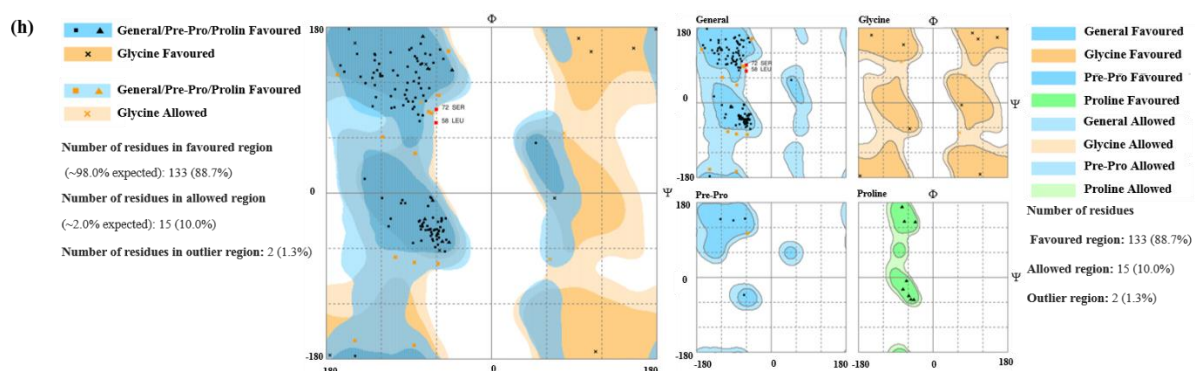 (h)
General/Pre-Pro/Prolin Favoured
Glycine Favoured
General/Pre-Pro/Prolin Favoured
Glycine Allowed
Number of residues in favoured region
(~98.0% expected): 133 (88.7%)
Number of residues in allowed region
(~2.0% expected): 15 (10.0%)
Number of residues in outlier region: 2 (1.3%)
180
Φ
72 SER
58 LEU
0
Ψ
-180
-180
0
180
General
180
72 SER
58 LEU
0
-180
Glycine
Ψ
Pre-Pro
180
0
-180
-180
0
180
Proline
Φ
Ψ
-180
0
180
General Favoured
Glycine Favoured
Pre-Pro Favoured
Proline Favoured
General Allowed
Glycine Allowed
Pre-Pro Allowed
Proline Allowed
Number of residues
Favoured region: 133 (88.7%)
Allowed region: 15 (10.0%)
Outlier region: 2 (1.3%)